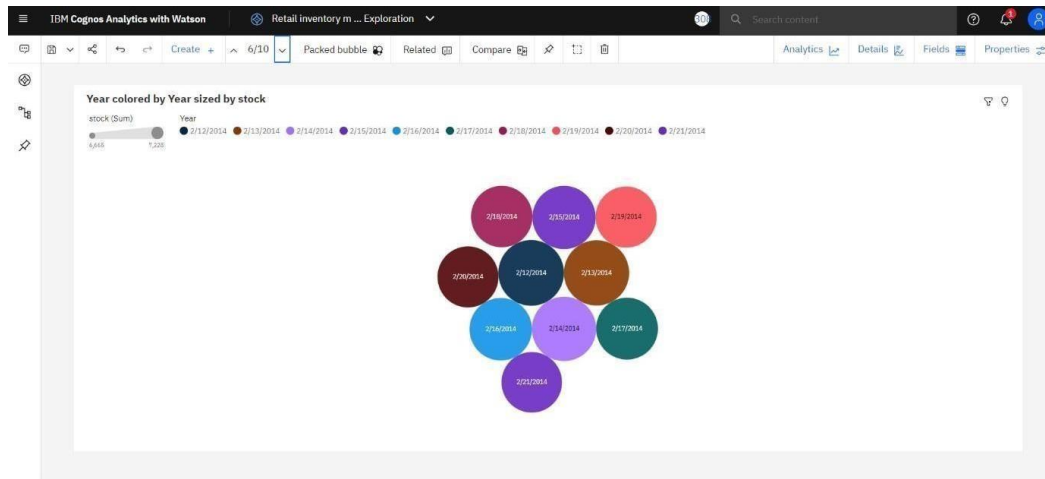 IBM Cognos Analytics with Watson
Retail inventory m ... Exploration
Search content
Create +
6/10
Packed bubble
Related
Compare
Analytics
Details
Fields
Properties
Year colored by Year sized by stock
stock (Sum)
Year
2/12/2014 2/13/2014 2/14/2014 2/15/2014 2/16/2014 2/17/2014 2/18/2014 2/19/2014 2/20/2014 2/21/2014
2/18/2014 2/15/2014 2/19/2014
2/20/2014 2/12/2014 2/13/2014
2/16/2014 2/14/2014 2/17/2014
2/21/2014